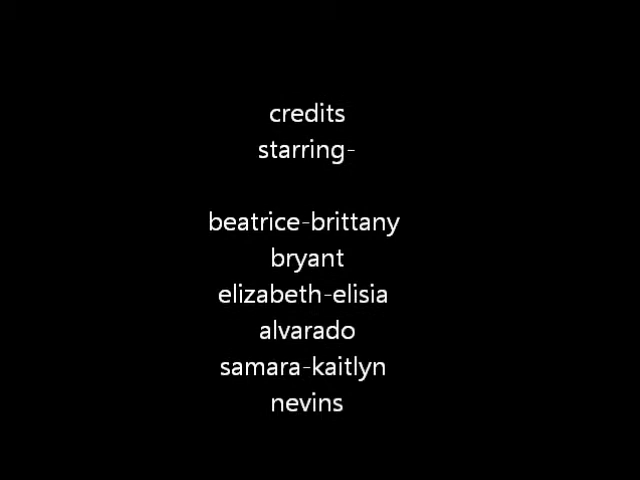 credits
starring-
beatrice-brittany
bryant
elizabeth-elisia
alvarado
samara-kaitlyn
nevins